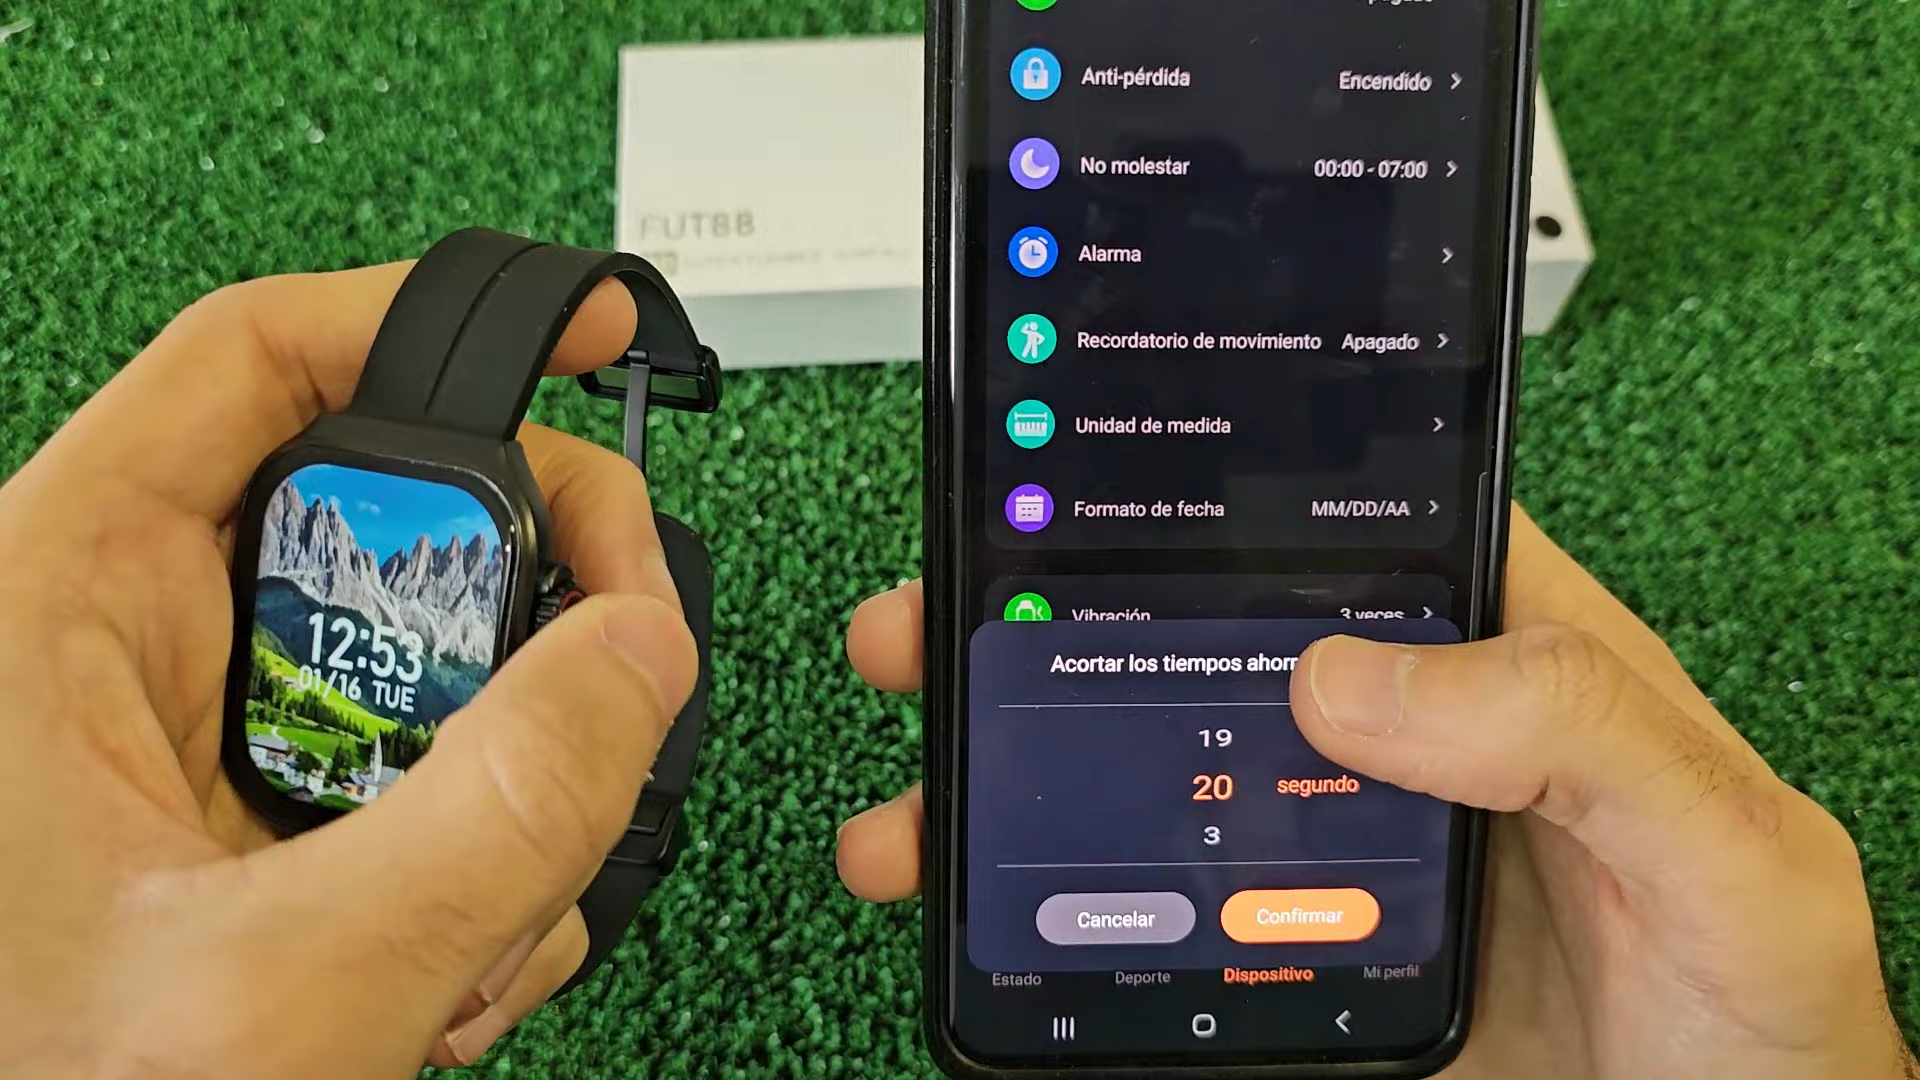 FUT88
12:53
01/16 TUE
Anti-pérdida Encendido
No molestar 00:00 - 07:00
Alarma
Recordatorio de movimiento Apagado
Unidad de medida
Formato de fecha MM/DD/AA
Vibración 3 veces
Acortar los tiempos
19
20 segundo
3
Cancelar Confirmar
Estado Deporte Dispositivo Mi perfil